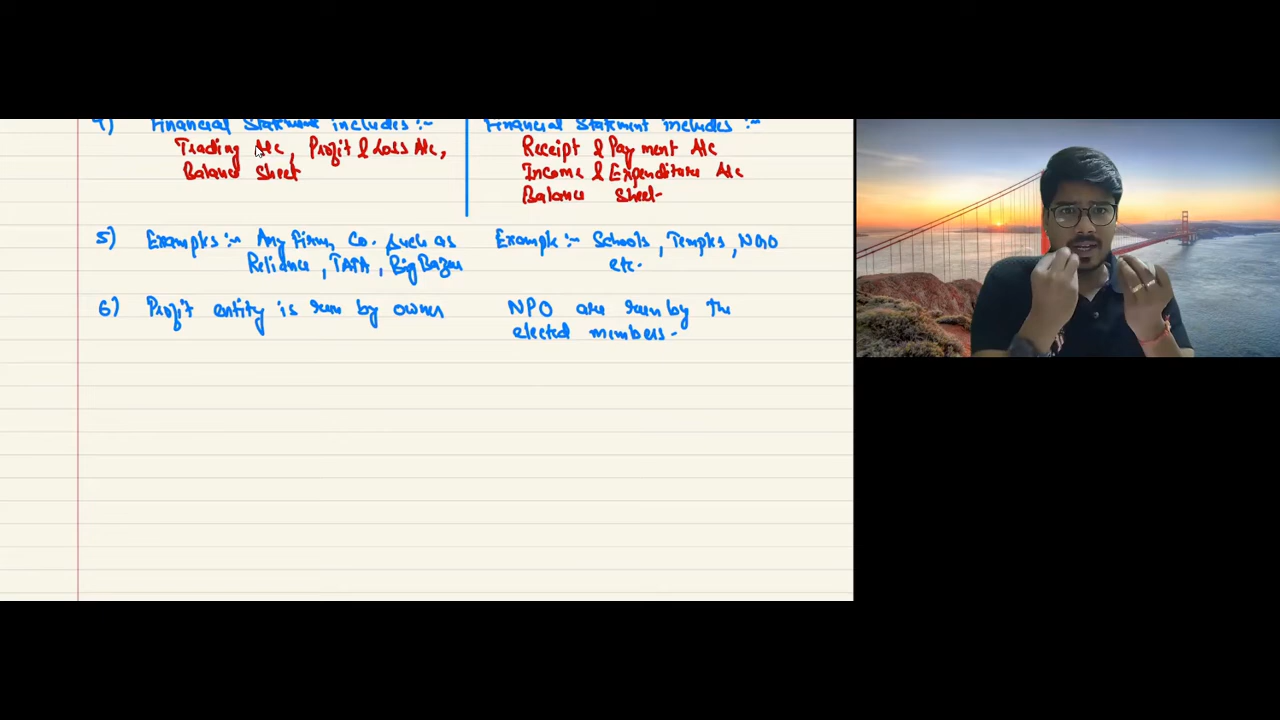 4) Financial Statement includes :-
Trading A/c, Profit & Loss A/c,
Balance Sheet
Financial Statement includes :-
Receipt & Payment A/c
Income & Expenditure A/c
Balance Sheet-
5) Examples :- Any Firm, Co. such as
Reliance, TATA, Big Bazar
Example :- Schools, Temples, NGO
etc.
6) Profit entity is run by owner
NPO are run by the
elected members.